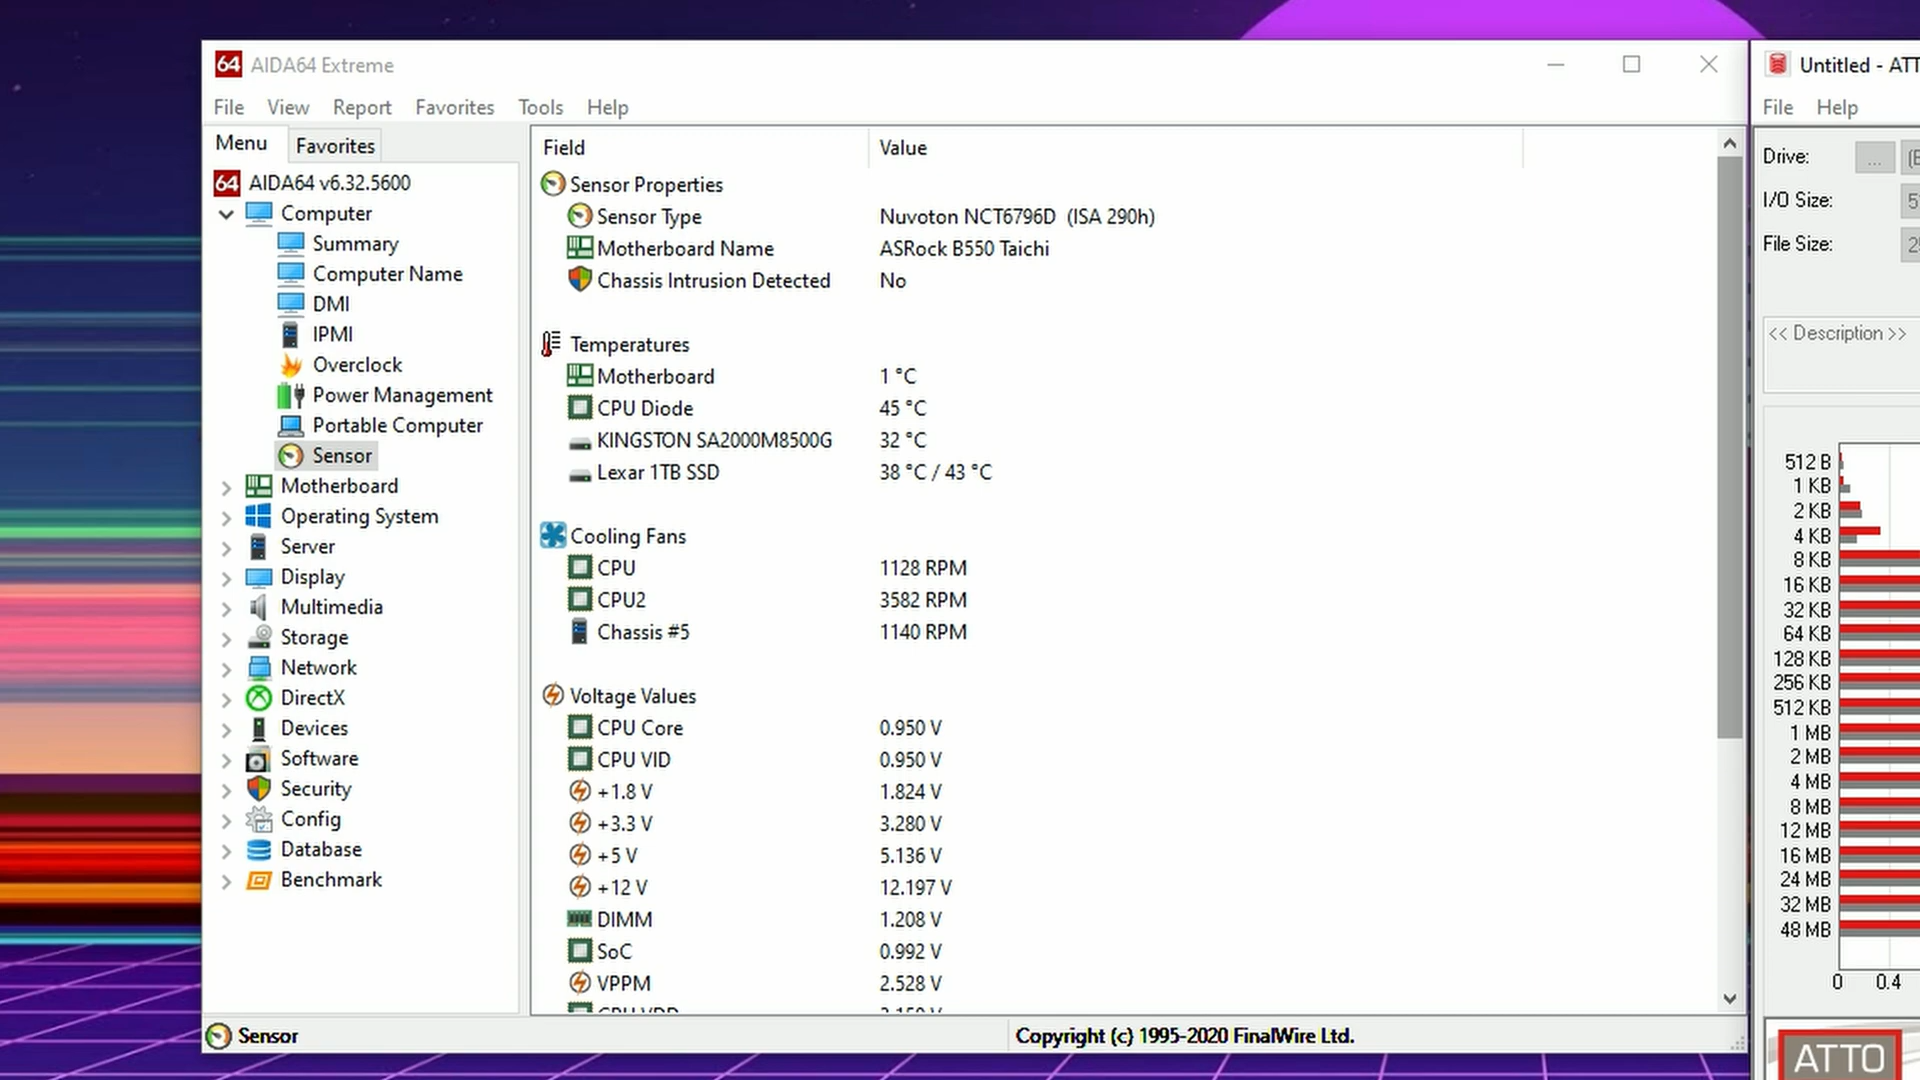 64 AIDA64 Extreme
File View Report Favorites Tools Help
Menu Favorites
64 AIDA64 v6.32.5600
Computer
Summary
Computer Name
DMI
IPMI
Overclock
Power Management
Portable Computer
Sensor
Motherboard
Operating System
Server
Display
Multimedia
Storage
Network
DirectX
Devices
Software
Security
Config
Database
Benchmark
Field Value
Sensor Properties
Sensor Type Nuvoton NCT6796D (ISA 290h)
Motherboard Name ASRock B550 Taichi
Chassis Intrusion Detected No
Temperatures
Motherboard 1 °C
CPU Diode 45 °C
KINGSTON SA2000M8500G 32 °C
Lexar 1TB SSD 38 °C / 43 °C
Cooling Fans
CPU 1128 RPM
CPU2 3582 RPM
Chassis #5 1140 RPM
Voltage Values
CPU Core 0.950 V
CPU VID 0.950 V
+1.8 V 1.824 V
+3.3 V 3.280 V
+5 V 5.136 V
+12 V 12.197 V
DIMM 1.208 V
SoC 0.992 V
VPPM 2.528 V
Sensor Copyright (c) 1995-2020 FinalWire Ltd.
Untitled - ATT
File Help
Drive: ...
I/O Size: 5
File Size: 2
<< Description >>
512 B
1 KB
2 KB
4 KB
8 KB
16 KB
32 KB
64 KB
128 KB
256 KB
512 KB
1 MB
2 MB
4 MB
8 MB
12 MB
16 MB
24 MB
32 MB
48 MB
0 0.4
ATTO